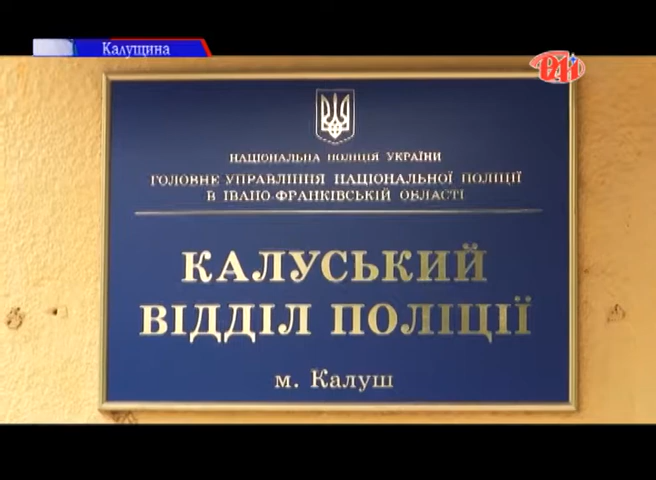 Калущина
НАЦІОНАЛЬНА ПОЛІЦІЯ УКРАЇНИ
ГОЛОВНЕ УПРАВЛІННЯ НАЦІОНАЛЬНОЇ ПОЛІЦІЇ
В ІВАНО-ФРАНКІВСЬКІЙ ОБЛАСТІ
КАЛУСЬКИЙ
ВІДДІЛ ПОЛІЦІЇ
м. Калуш